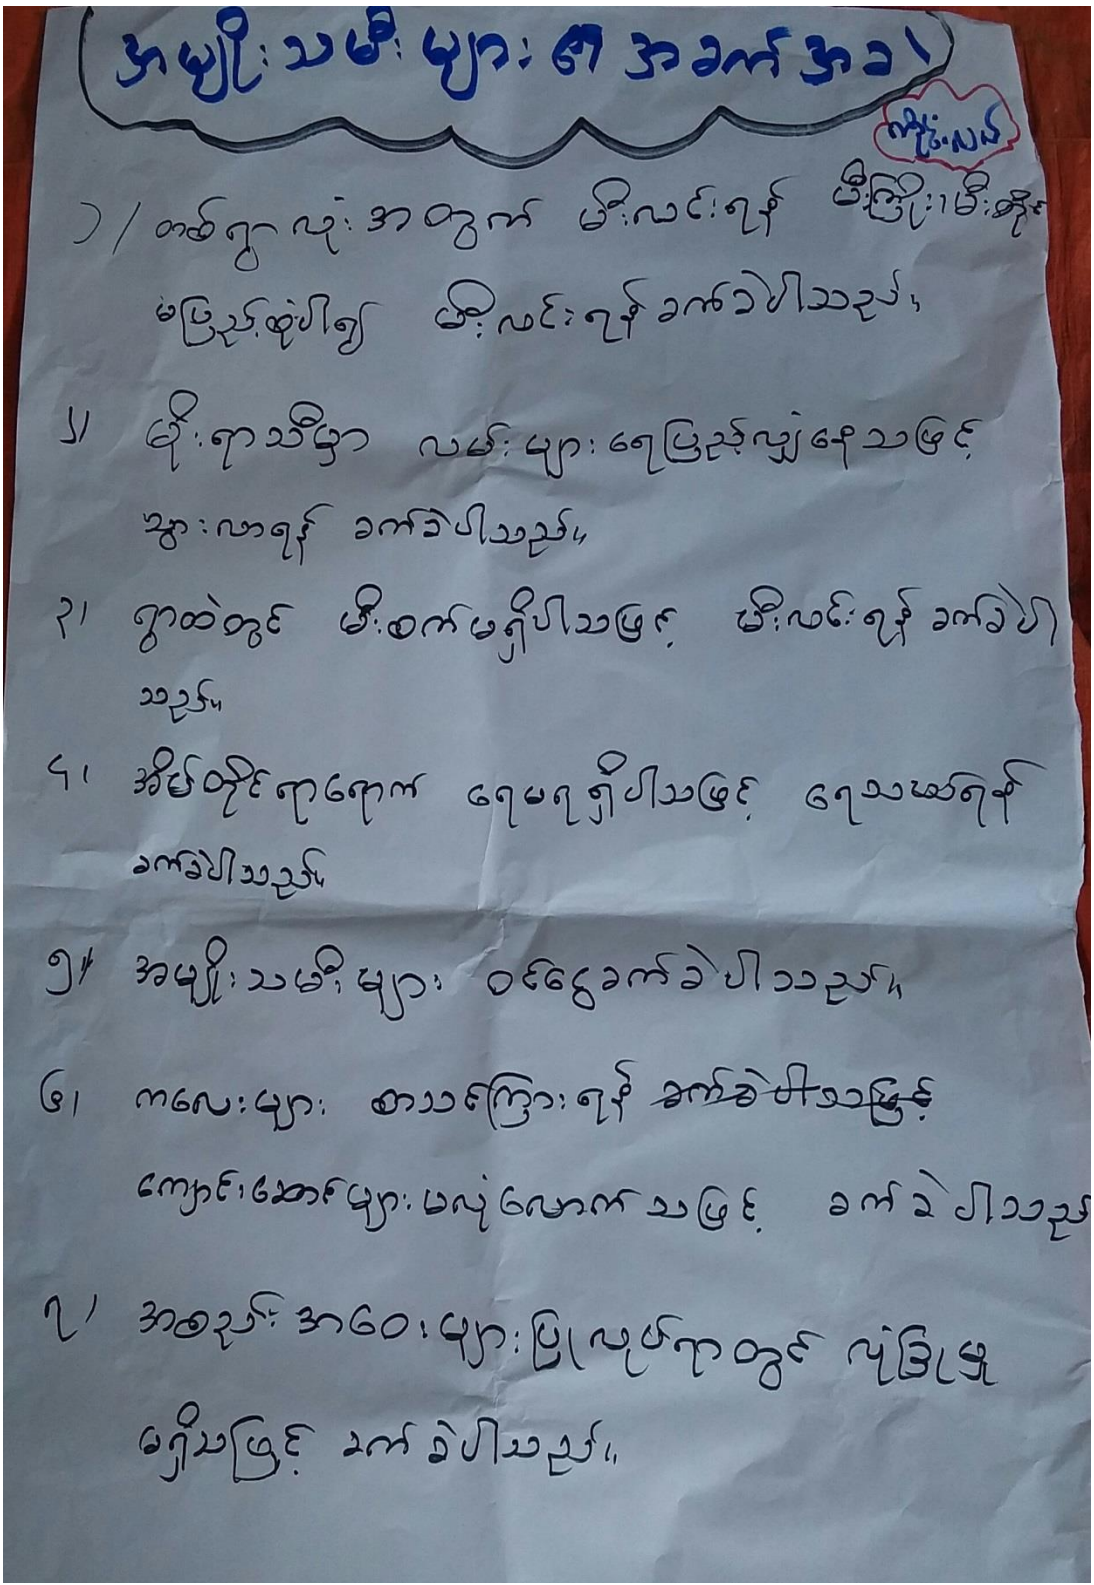 အမျိုးသမီးများ၏ အခက်အခဲ
ကိုင်းလယ်
၁/ တစ်ရွာလုံးအတွက် မီးလင်းရန် မီးကြိုး၊မီးတိုင်
မပြည့်စုံပါ၍ မီးလင်းရန် ခက်ခဲပါသည်။
၂/ မိုးရာသီမှာ လမ်းများရေပြည့်လျှံနေသဖြင့်
သွားလာရန် ခက်ခဲပါသည်။
၃၊ ရွာထဲတွင် မီးစက်မရှိပါသဖြင့် မီးလင်းရန် ခက်ခဲပါ
သည်။
၄၊ အိမ်တိုင်ရာရောက် ရေမရရှိပါသဖြင့် ရေသယ်ရန်
ခက်ခဲပါသည်။
၅။ အမျိုးသမီးများ ဝင်ငွေခက်ခဲပါသည်။
၆၊ ကလေးများ စာသင်ကြားရန် ခက်ခဲပါသဖြင့်
ကျောင်းဆောင်များမလုံလောက်သဖြင့် ခက်ခဲပါသည်
၇၊ အစည်းအဝေးများပြုလုပ်ရာတွင် လုံခြုံမှု
မရှိသဖြင့် ခက်ခဲပါသည်။